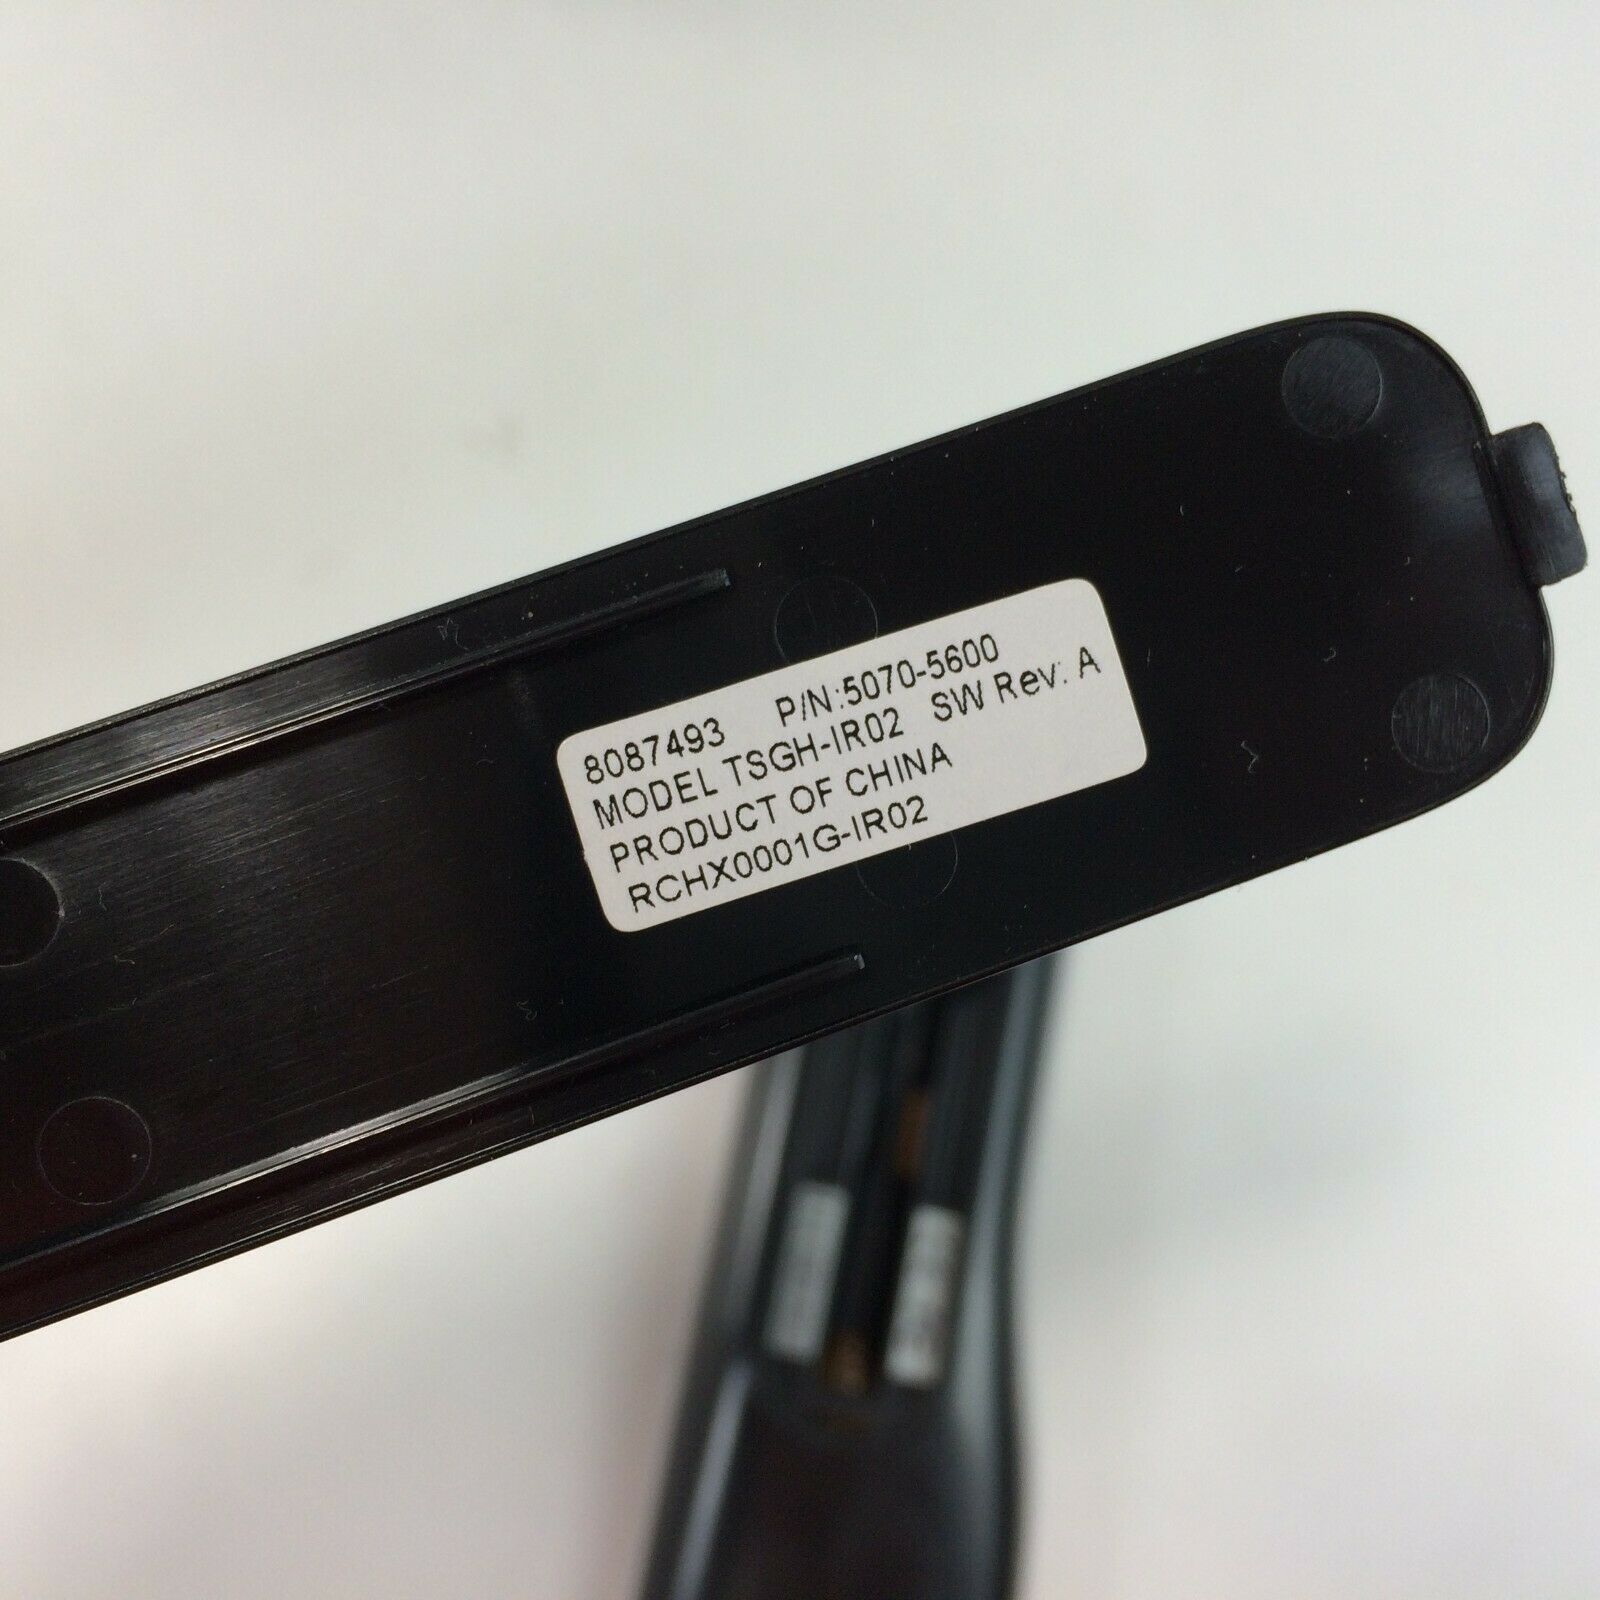 8087493 P/N:5070-5600
MODEL TSGH-IR02 SW Rev. A
PRODUCT OF CHINA
RCHX0001G-IR02